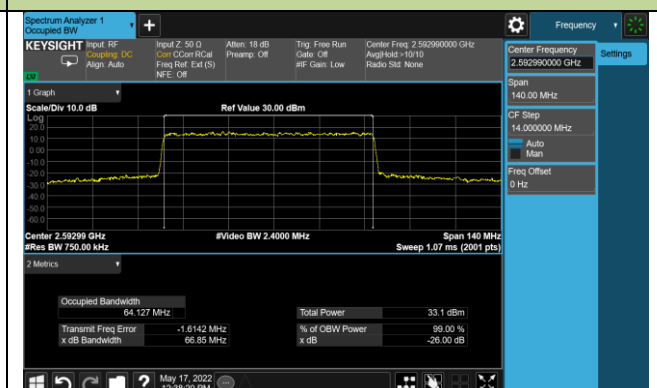 Spectrum Analyzer 1
Occupied BW
Frequency
KEYSIGHT
Input: RF
Coupling: DC
Align: Auto
Input Z: 50 Ω
Corr CCorr RCal
Freq Ref: Ext (S)
NFE: Off
Atten: 18 dB
Preamp: Off
Trig: Free Run
Gate: Off
#IF Gain: Low
Center Freq: 2.592990000 GHz
Avg|Hold:>10/10
Radio Std: None
LXI
Center Frequency
2.592990000 GHz
Settings
Span
140.00 MHz
CF Step
14.000000 MHz
Auto
Man
Freq Offset
0 Hz
1 Graph
Scale/Div 10.0 dB
Ref Value 30.00 dBm
Log
20.0
10.0
0.00
-10.0
-20.0
-30.0
-40.0
-50.0
-60.0
Center 2.59299 GHz
#Video BW 2.4000 MHz
Span 140 MHz
#Res BW 750.00 kHz
Sweep 1.07 ms (2001 pts)
2 Metrics
Occupied Bandwidth
64.127 MHz
Total Power 33.1 dBm
Transmit Freq Error -1.6142 MHz
% of OBW Power 99.00 %
x dB Bandwidth 66.85 MHz
x dB -26.00 dB
May 17, 2022
12:38:20 PM